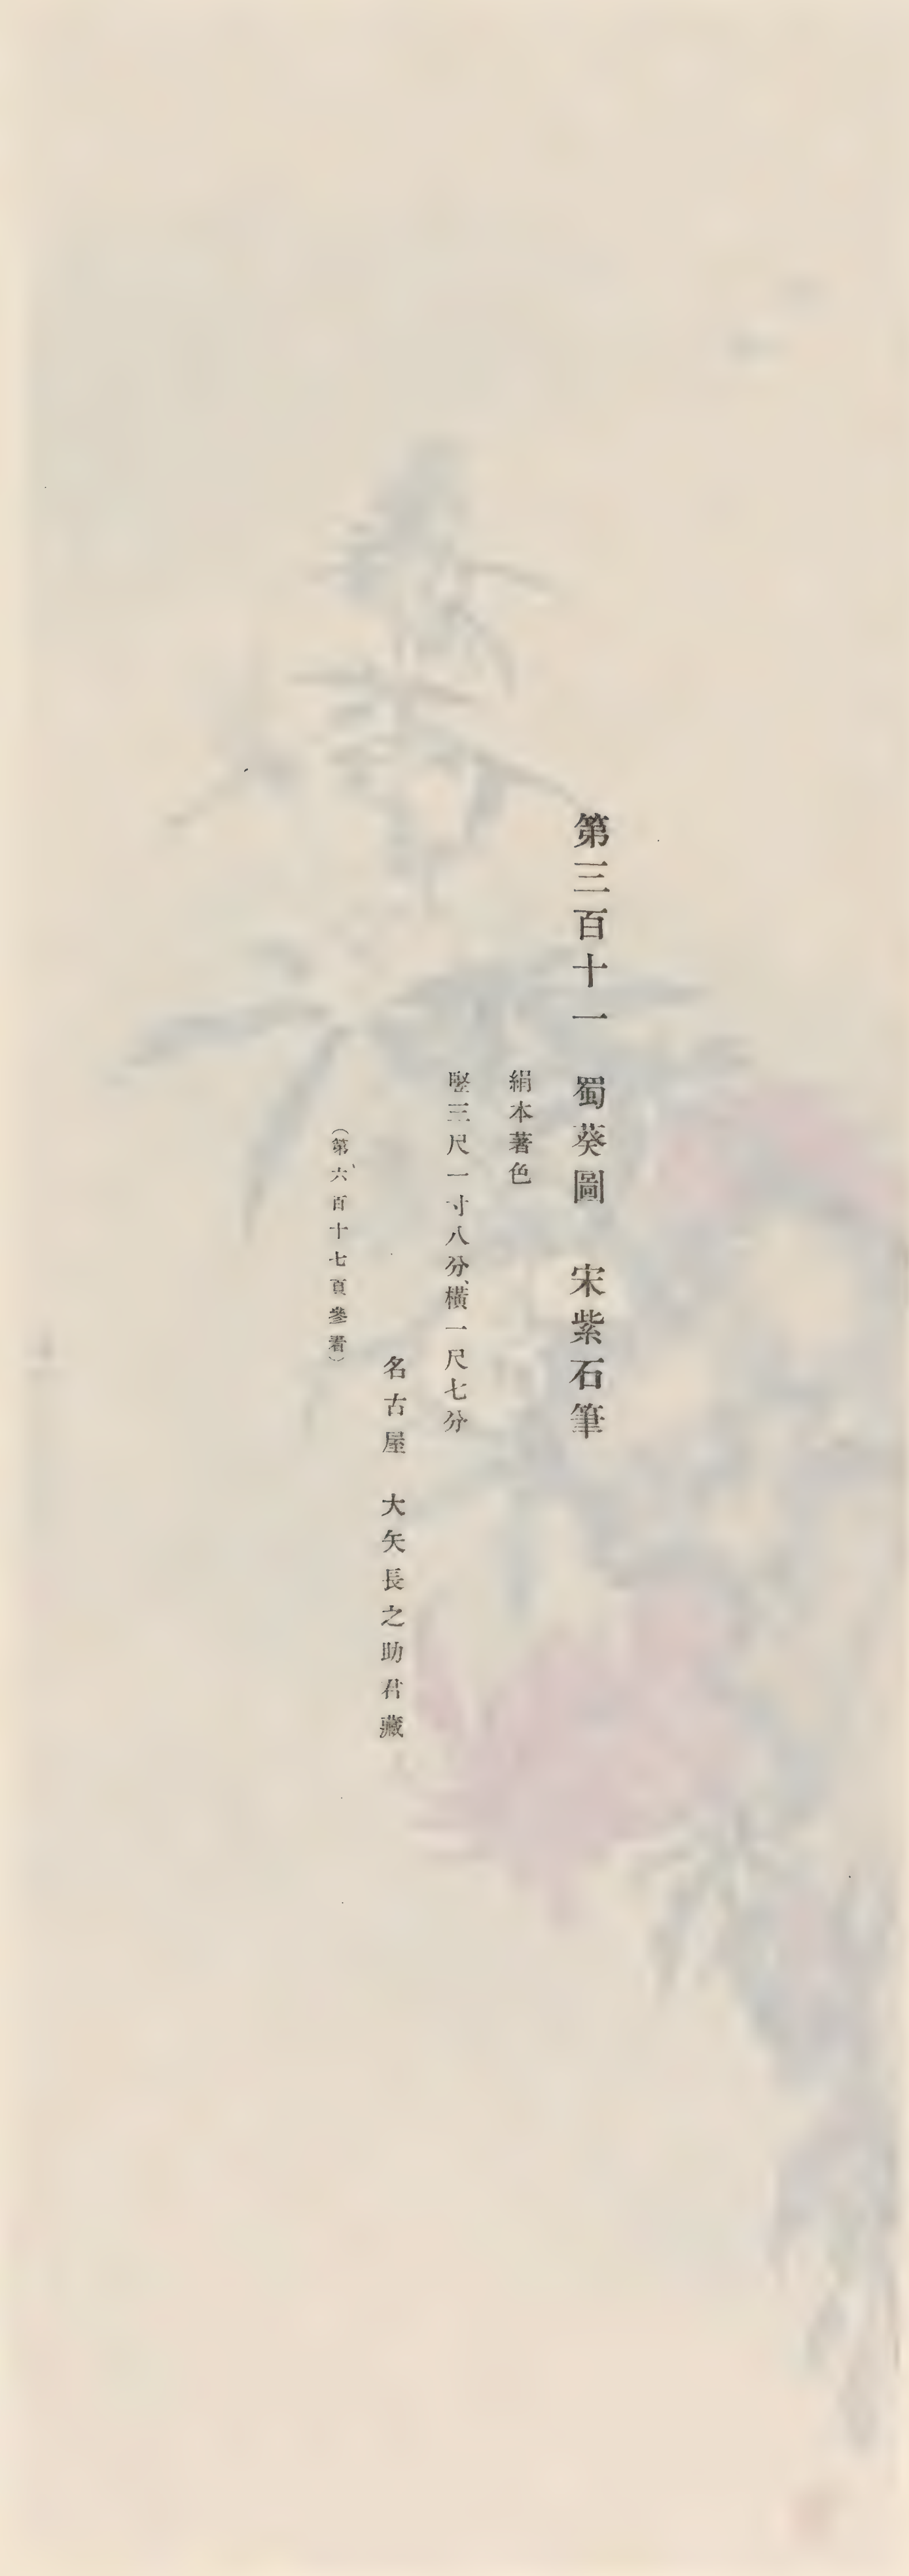 第三百十一　蜀葵圖　宋紫石筆
絹本著色
竪三尺一寸八分、横一尺七分
名古屋　大矢長之助君藏
（第六百十七頁參看）